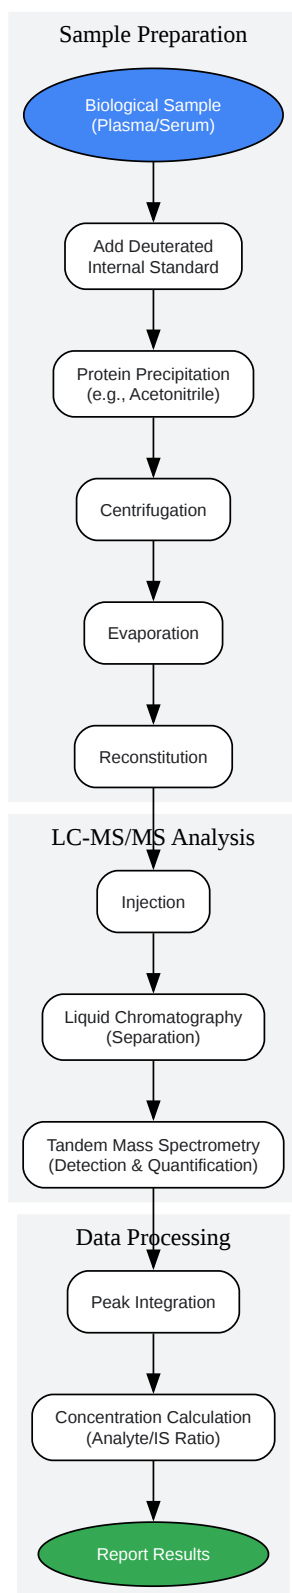 Sample Preparation
Biological Sample
(Plasma/Serum)
Add Deuterated
Internal Standard
Protein Precipitation
(e.g., Acetonitrile)
Centrifugation
Evaporation
Reconstitution
LC-MS/MS Analysis
Injection
Liquid Chromatography
(Separation)
Tandem Mass Spectrometry
(Detection & Quantification)
Data Processing
Peak Integration
Concentration Calculation
(Analyte/IS Ratio)
Report Results